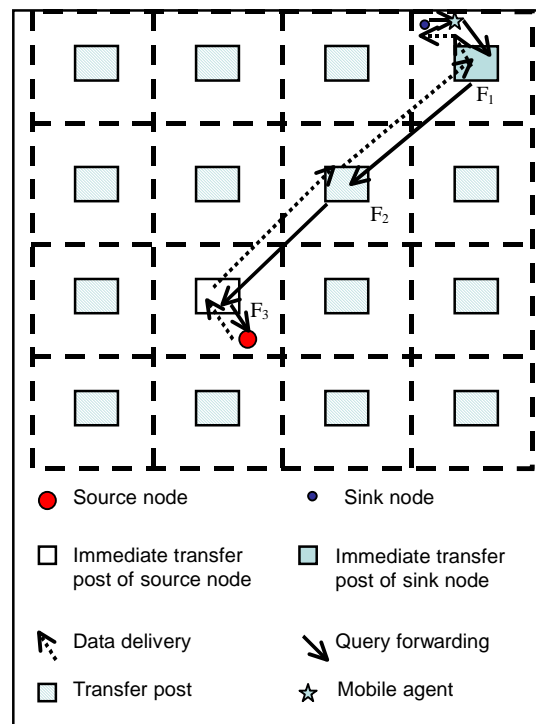 F1
F2
F3
Source node
Sink node
Immediate transfer
post of source node
Immediate transfer
post of sink node
Data delivery
Query forwarding
Transfer post
Mobile agent